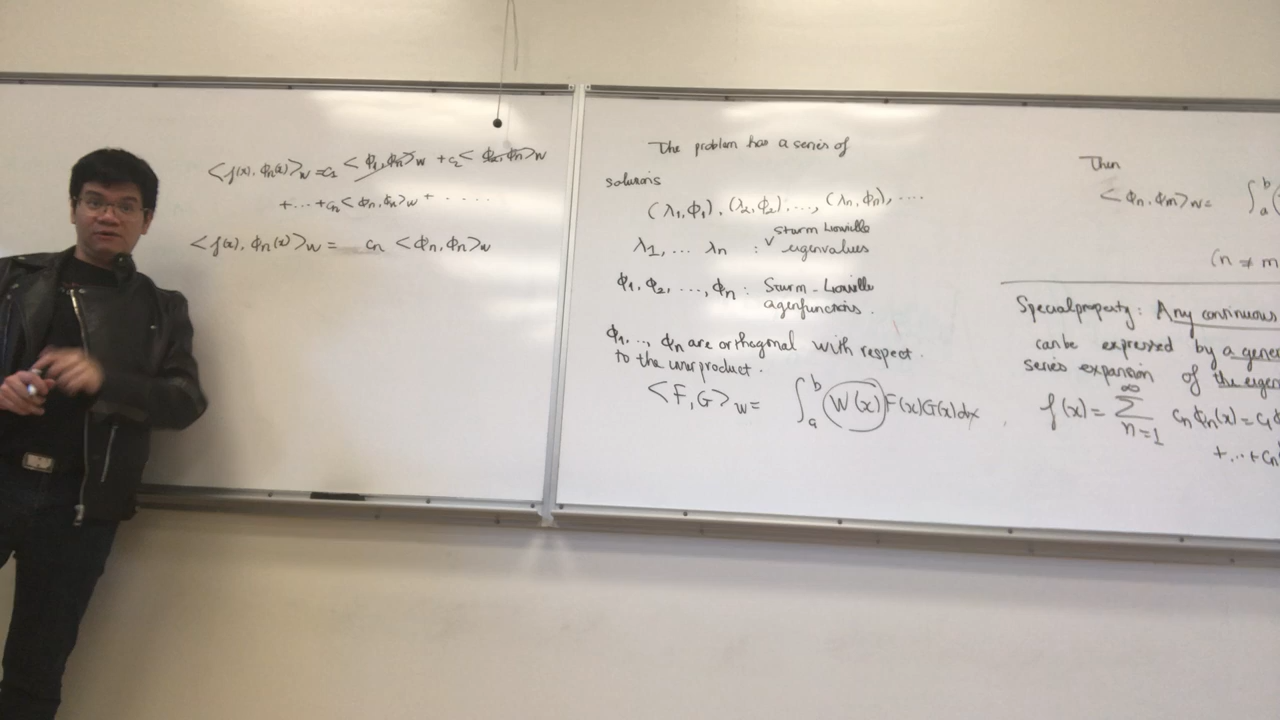 <f(x), Φn(x)>w = c1 <Φ1,Φn>w + c2 <Φ2,Φn>w
+ ... + cn <Φn, Φn>w + . . . .
<f(x), Φn(x)>w = cn <Φn, Φn>w
The problem has a series of
solutions
(λ1,Φ1), (λ2,Φ2) ...., (λn,Φn), ....
Sturm Liouville
λ1, ... λn : eigenvalues
Φ1, Φ2, ..., Φn : Sturm-Liouville
eigenfunctions.
Φ1, .., Φn are orthogonal with respect
to the inner product.
<F,G>w = ∫_a^b W(x) F(x)G(x)dx
Then
<Φn, Φm>w = ∫_a^b (
(n ≠ m
Special property: Any continuous
can be expressed by a gener
series expansion of the eigen
f(x) = ∑_{n=1}^∞ cn Φn(x) = c1 Φ
+...+cn